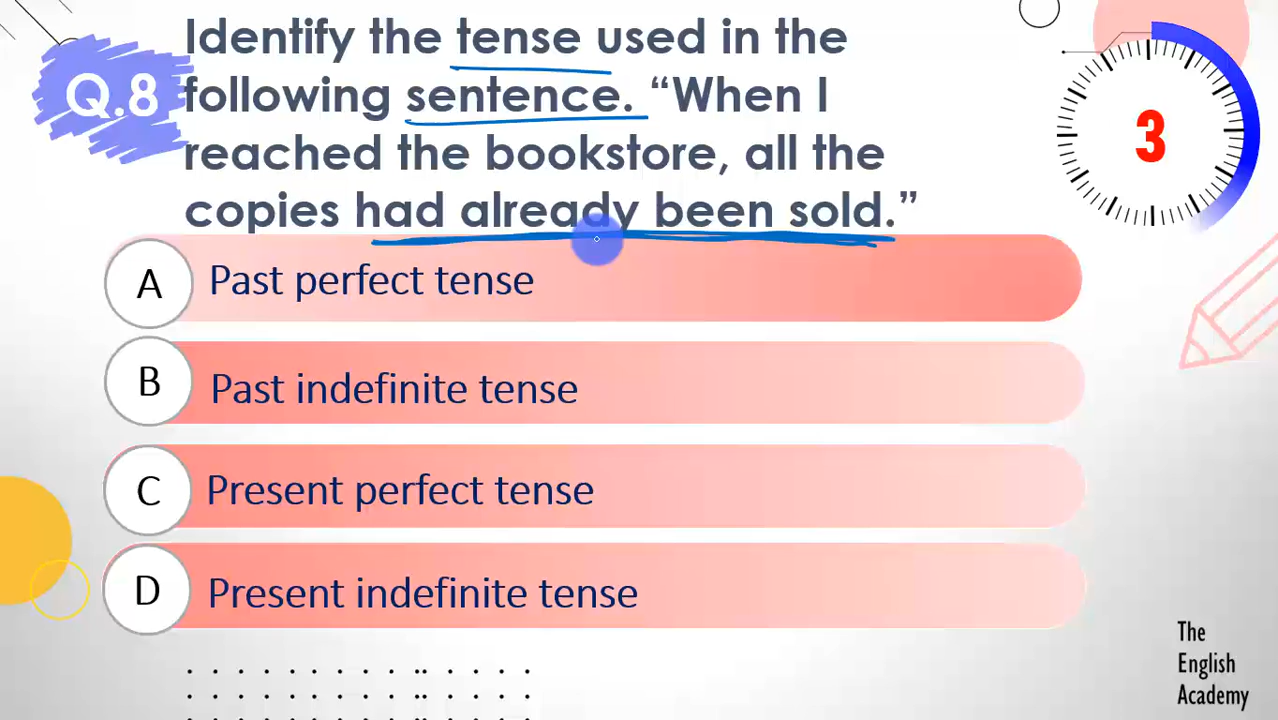 Q.8
Identify the tense used in the
following sentence. “When I
reached the bookstore, all the
copies had already been sold.”
3
A Past perfect tense
B Past indefinite tense
C Present perfect tense
D Present indefinite tense
The
English
Academy